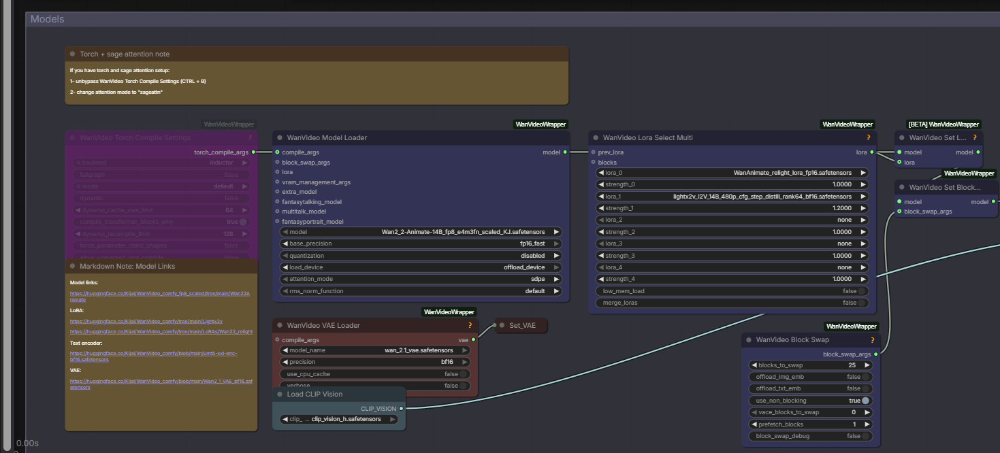 Models
Torch + sage attention note
if you have torch and sage attention setup:
1- unbypass WanVideo Torch Compile Settings (CTRL + B)
2- change attention mode to "sageattn"
WanVideoWrapper
WanVideo Torch Compile Settings ?
torch_compile_args
backend inductor
fullgraph false
mode default
dynamic false
dynamo_cache_size_limit 64
compile_transformer_blocks_only true
dynamo_recompile_limit 128
force_parameter_static_shapes false
Markdown Note: Model Links
Model links:
https://huggingface.co/Kijai/WanVideo_comfy_fp8_scaled/tree/main/Wan22A
nimate
LoRA:
https://huggingface.co/Kijai/WanVideo_comfy/tree/main/Lightx2v
https://huggingface.co/Kijai/WanVideo_comfy/tree/main/LoRAs/Wan22_relight
Text encoder:
https://huggingface.co/Kijai/WanVideo_comfy/blob/main/umt5-xxl-enc-
bf16.safetensors
VAE:
https://huggingface.co/Kijai/WanVideo_comfy/blob/main/Wan2_1_VAE_bf16.saf
etensors
0.00s
WanVideoWrapper
WanVideo Model Loader
compile_args model
block_swap_args
lora
vram_management_args
extra_model
fantasytalking_model
multitalk_model
fantasyportrait_model
model Wan2_2-Animate-14B_fp8_e4m3fn_scaled_KJ.safetensors
base_precision fp16_fast
quantization disabled
load_device offload_device
attention_mode sdpa
rms_norm_function default
WanVideoWrapper
WanVideo VAE Loader ?
compile_args vae
model_name wan_2.1_vae.safetensors
precision bf16
use_cpu_cache false
verbose false
Set_VAE
Load CLIP Vision
CLIP_VISION
clip_ ... clip_vision_h.safetensors
WanVideoWrapper
WanVideo Lora Select Multi ?
prev_lora lora
blocks
lora_0 WanAnimate_relight_lora_fp16.safetensors
strength_0 1.0000
lora_1 lightx2v_I2V_14B_480p_cfg_step_distill_rank64_bf16.safetensors
strength_1 1.2000
lora_2 none
strength_2 1.0000
lora_3 none
strength_3 1.0000
lora_4 none
strength_4 1.0000
low_mem_load false
merge_loras false
[BETA] WanVideoWrapper
WanVideo Set L... ?
model model
lora
WanVideoWrapper
WanVideo Set Block...
model model
block_swap_args
WanVideoWrapper
WanVideo Block Swap ?
block_swap_args
blocks_to_swap 25
offload_img_emb false
offload_txt_emb false
use_non_blocking true
vace_blocks_to_swap 0
prefetch_blocks 1
block_swap_debug false